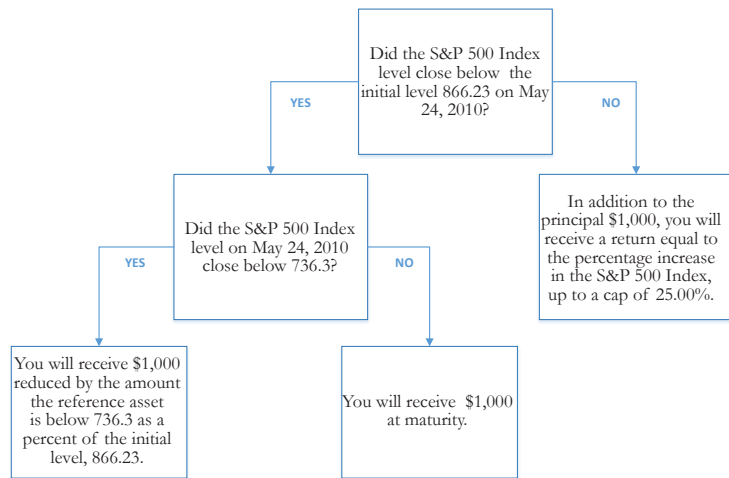 Did the S&P 500 Index
level close below the
initial level 866.23 on May
24, 2010?
YES
NO
Did the S&P 500 Index
level on May 24, 2010
close below 736.3?
In addition to the
principal $1,000, you will
receive a return equal to
the percentage increase
in the S&P 500 Index,
up to a cap of 25.00%.
YES
NO
You will receive $1,000
reduced by the amount
the reference asset
is below 736.3 as a
percent of the initial
level, 866.23.
You will receive $1,000
at maturity.